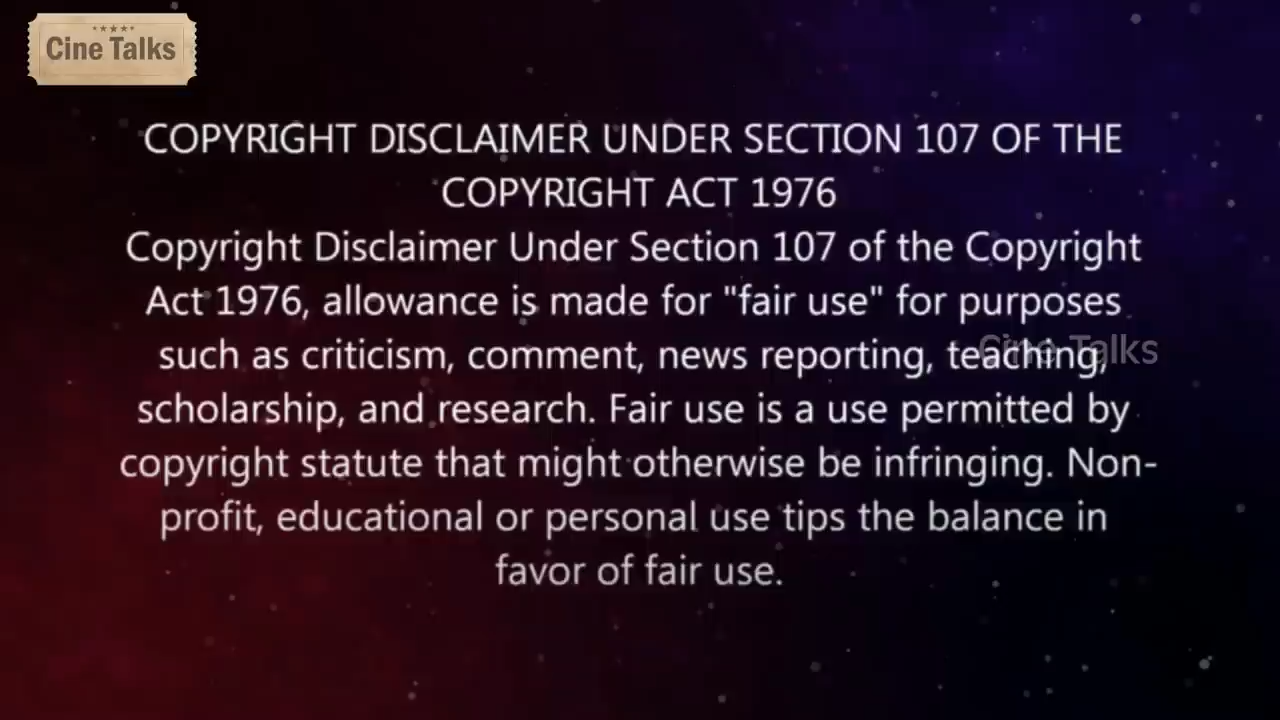 Cine Talks
COPYRIGHT DISCLAIMER UNDER SECTION 107 OF THE
COPYRIGHT ACT 1976
Copyright Disclaimer Under Section 107 of the Copyright
Act 1976, allowance is made for "fair use" for purposes
such as criticism, comment, news reporting, teaching,
Cine Talks
scholarship, and research. Fair use is a use permitted by
copyright statute that might otherwise be infringing. Non-
profit, educational or personal use tips the balance in
favor of fair use.